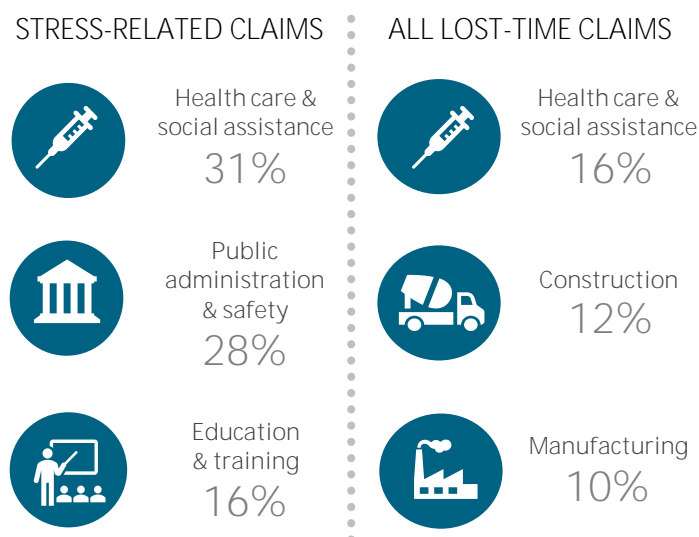 STRESS-RELATED CLAIMS
Health care &
social assistance
31%
Public
administration
& safety
28%
Education
& training
16%
ALL LOST-TIME CLAIMS
Health care &
social assistance
16%
Construction
12%
Manufacturing
10%